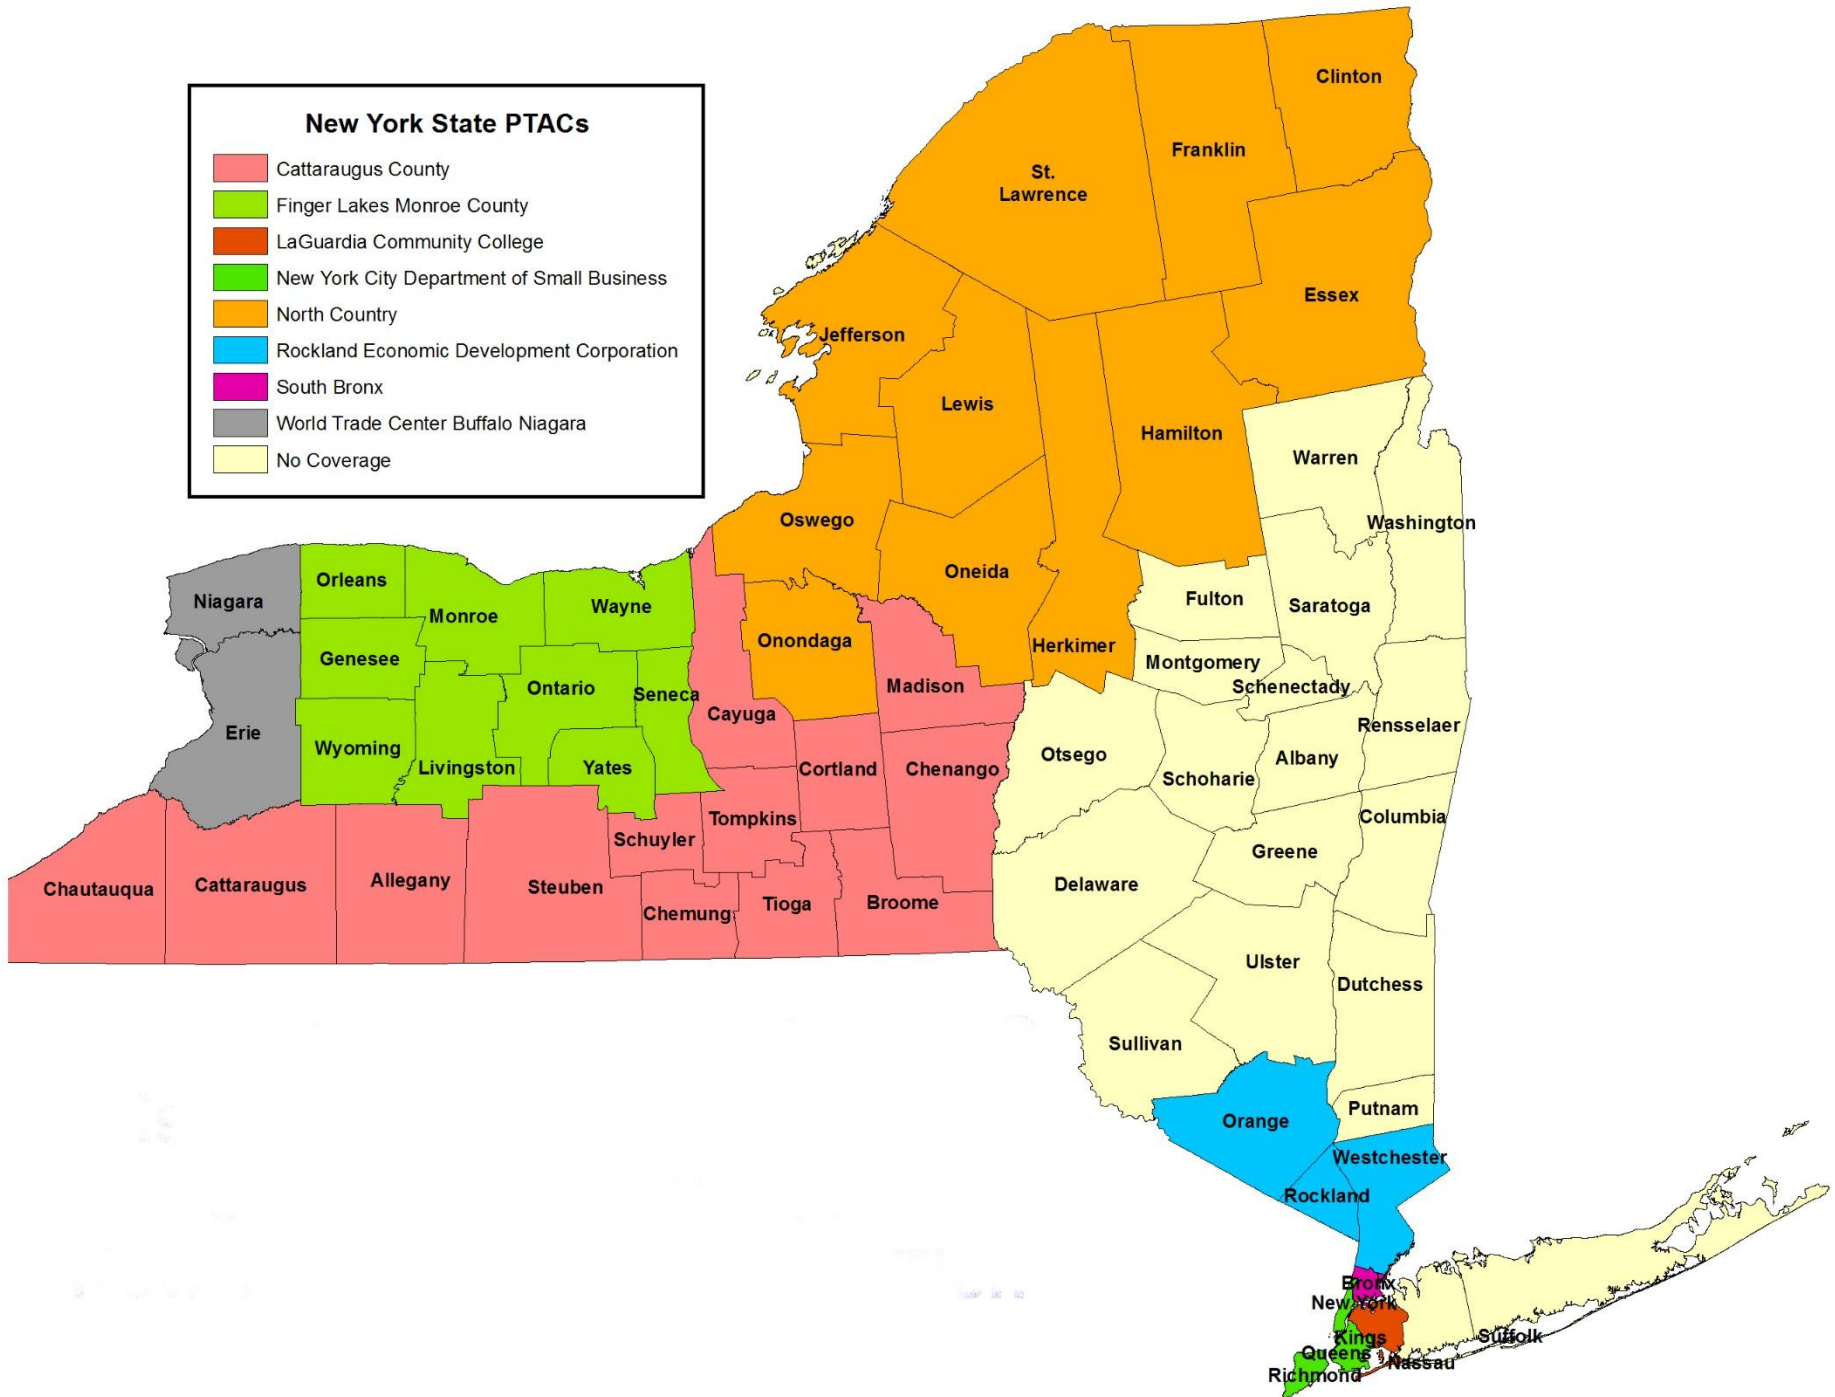 New York State PTACs
Cattaraugus County
Finger Lakes Monroe County
LaGuardia Community College
New York City Department of Small Business
North Country
Rockland Economic Development Corporation
South Bronx
World Trade Center Buffalo Niagara
No Coverage
Clinton
Franklin
St.
Lawrence
Essex
Jefferson
Lewis
Hamilton
Warren
Oswego
Washington
Oneida
Orleans
Niagara
Monroe
Wayne
Fulton
Saratoga
Onondaga
Herkimer
Genesee
Montgomery
Madison
Ontario
Seneca
Schenectady
Cayuga
Rensselaer
Erie
Wyoming
Otsego
Albany
Livingston
Yates
Cortland
Chenango
Schoharie
Tompkins
Columbia
Schuyler
Greene
Chautauqua
Cattaraugus
Allegany
Steuben
Delaware
Chemung
Tioga
Broome
Ulster
Dutchess
Sullivan
Putnam
Orange
Westchester
Rockland
Bronx
New York
Kings
Suffolk
Queens
Nassau
Richmond